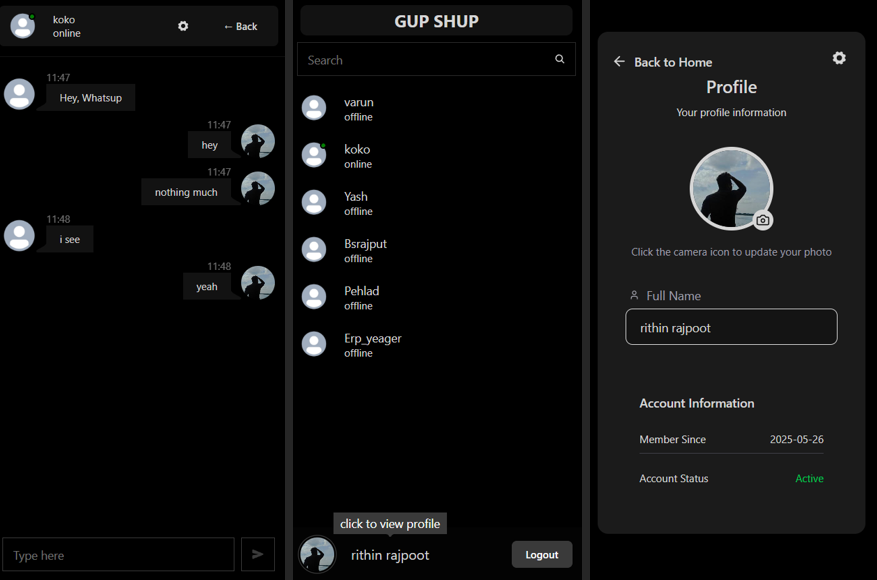 koko
online
← Back
11:47
Hey, Whatsup
11:47
hey
11:47
nothing much
11:48
i see
11:48
yeah
Type here
GUP SHUP
Search
varun
offline
koko
online
Yash
offline
Bsrajput
offline
Pehlad
offline
Erp_yeager
offline
click to view profile
rithin rajpoot
Logout
← Back to Home
Profile
Your profile information
Click the camera icon to update your photo
Full Name
rithin rajpoot
Account Information
Member Since 2025-05-26
Account Status Active